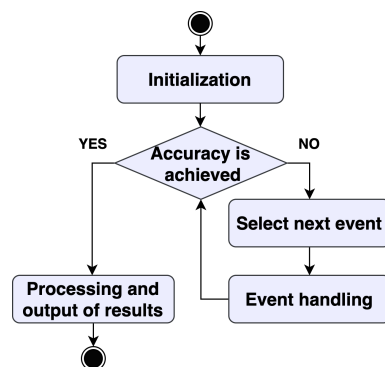 Initialization
YES
NO
Accuracy is
achieved
Select next event
Processing and
output of results
Event handling